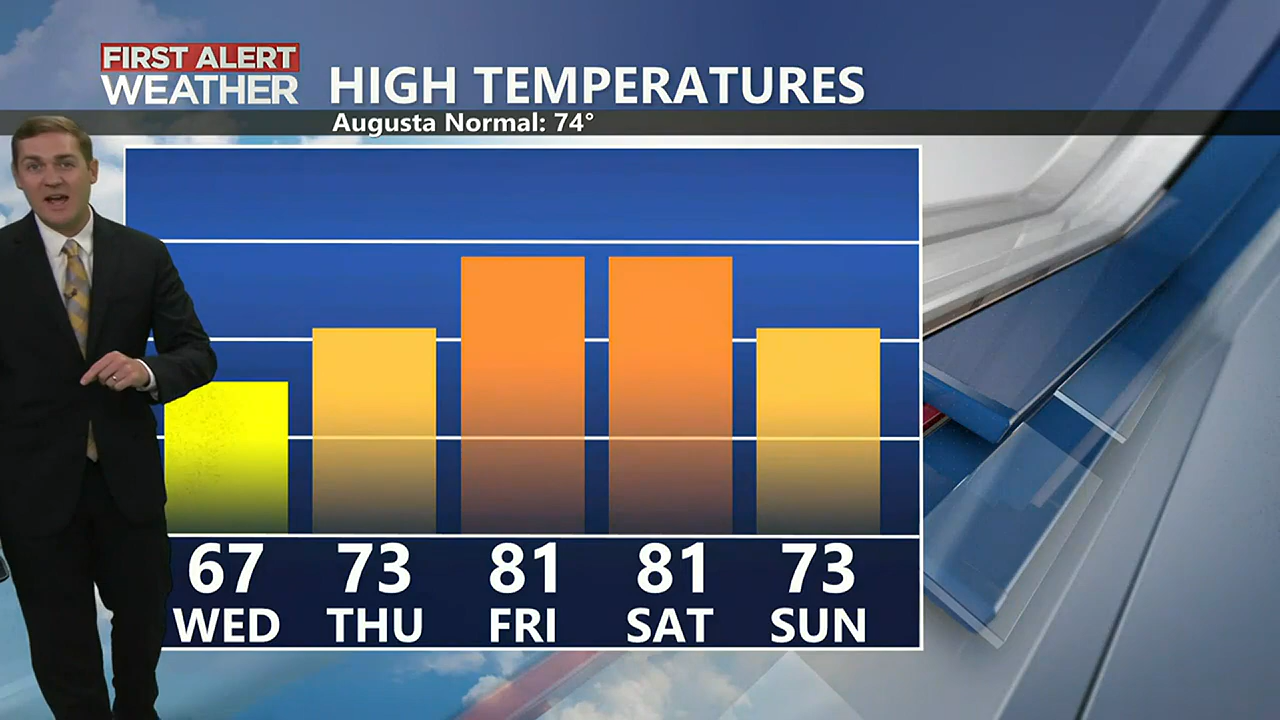 FIRST ALERT
WEATHER
HIGH TEMPERATURES
Augusta Normal: 74°
67 73 81 81 73
WED THU FRI SAT SUN